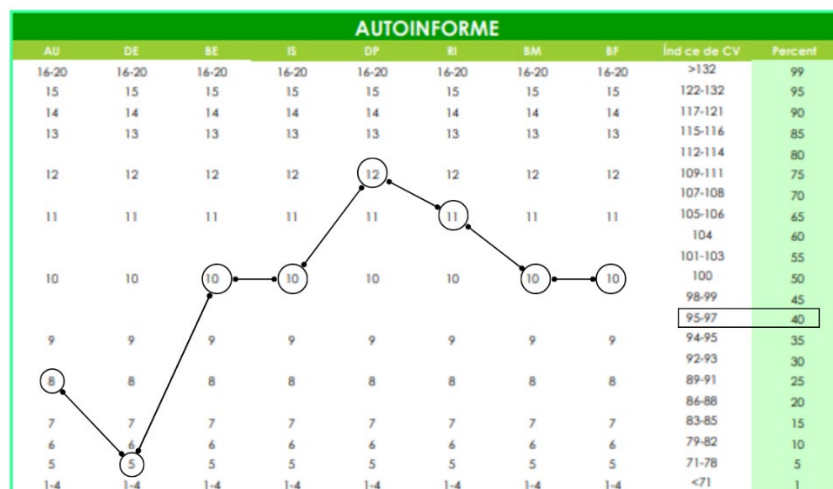 AUTOINFORME
AU DE BE IS DP RI BM BF Índ ce de CV Percent
16-20 16-20 16-20 16-20 16-20 16-20 16-20 16-20 >132 99
15 15 15 15 15 15 15 15 122-132 95
14 14 14 14 14 14 14 14 117-121 90
13 13 13 13 13 13 13 13 115-116 85
112-114 80
12 12 12 12 12 12 12 12 109-111 75
107-108 70
11 11 11 11 11 11 11 11 105-106 65
104 60
101-103 55
10 10 10 10 10 10 10 10 100 50
98-99 45
95-97 40
9 9 9 9 9 9 9 9 94-95 35
92-93 30
8 8 8 8 8 8 8 8 89-91 25
86-88 20
7 7 7 7 7 7 7 7 83-85 15
6 6 6 6 6 6 6 6 79-82 10
5 5 5 5 5 5 5 5 71-78 5
1-4 1-4 1-4 1-4 1-4 1-4 1-4 1-4 <71 1